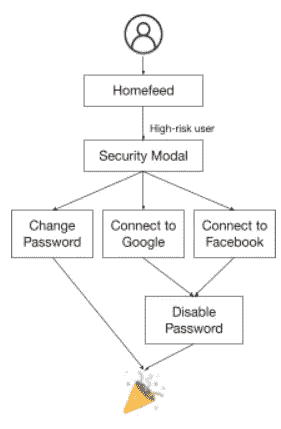 Homefeed
High-risk user
Security Modal
Change
Password
Connect to
Google
Connect to
Facebook
Disable
Password